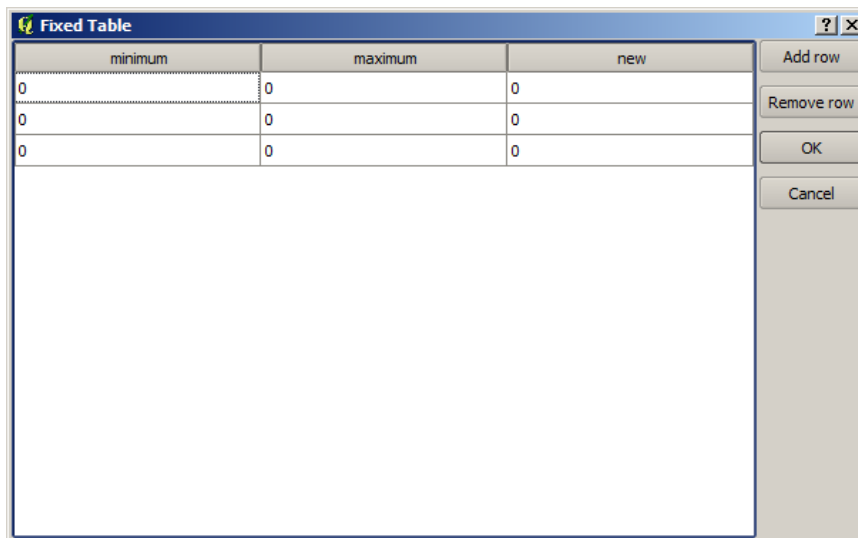 Fixed Table
minimum maximum new
0 0 0
0 0 0
0 0 0
Add row
Remove row
OK
Cancel